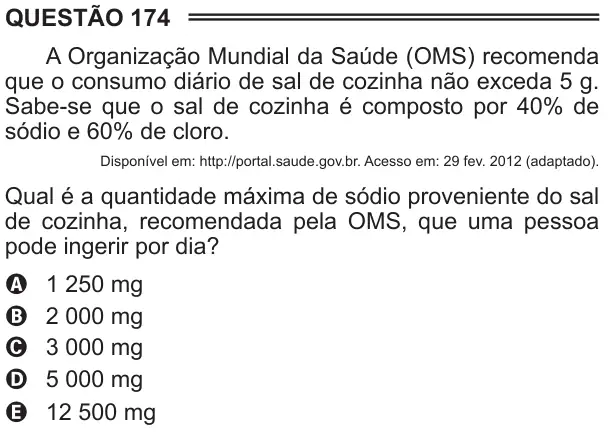 QUESTÃO 174
A Organização Mundial da Saúde (OMS) recomenda
que o consumo diário de sal de cozinha não exceda 5 g.
Sabe-se que o sal de cozinha é composto por 40% de
sódio e 60% de cloro.
Disponível em: http://portal.saude.gov.br. Acesso em: 29 fev. 2012 (adaptado).
Qual é a quantidade máxima de sódio proveniente do sal
de cozinha, recomendada pela OMS, que uma pessoa
pode ingerir por dia?
A 1 250 mg
B 2 000 mg
C 3 000 mg
D 5 000 mg
E 12 500 mg